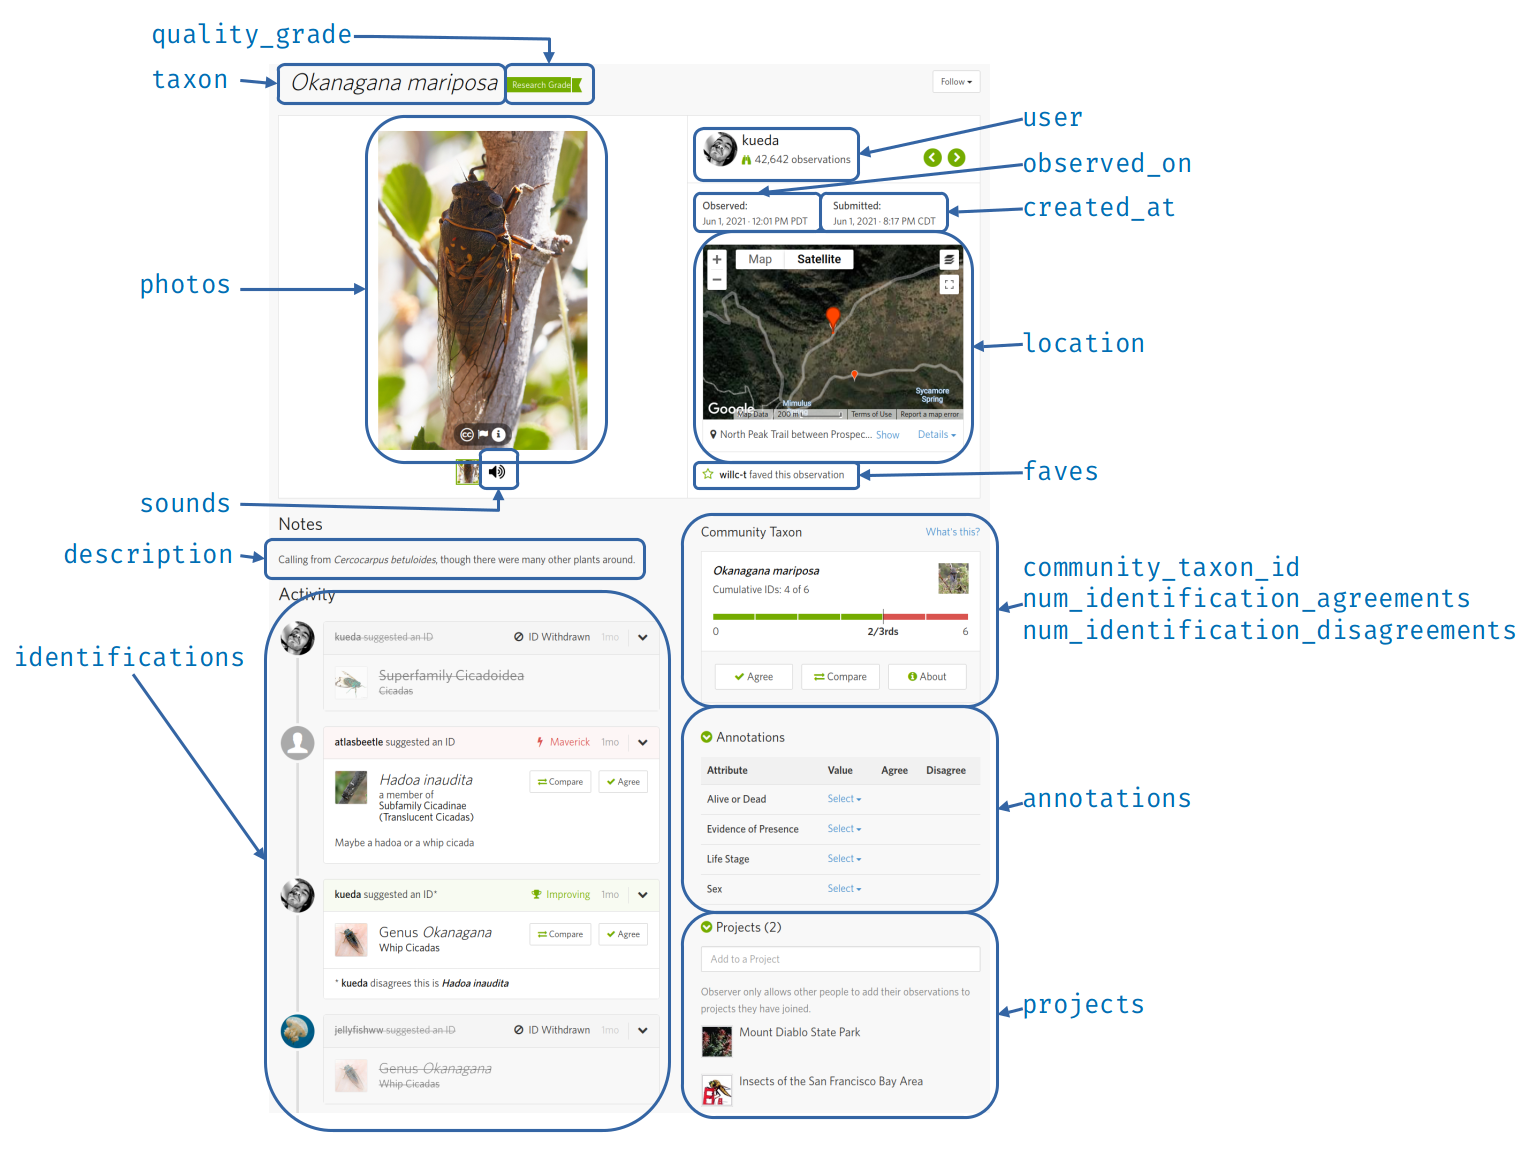 quality_grade
taxon
Okanagana mariposa
Research Grade
Follow
kueda
42,642 observations
user
observed_on
created_at
Observed:
Jun 1, 2021 · 12:01 PM PDT
Submitted:
Jun 1, 2021 · 8:17 PM CDT
photos
+
−
Map
Satellite
Sycamore
Spring
Mimulus
Google
Map Data
200 m
Terms of Use
Report a map error
location
North Peak Trail between Prospec...
Show
Details
willc-t faved this observation
faves
cc
sounds
Notes
description
Calling from Cercocarpus betuloides, though there were many other plants around.
Activity
identifications
kueda suggested an ID
ID Withdrawn
1mo
Superfamily Cicadoidea
Cicadas
atlasbeetle suggested an ID
Maverick
1mo
Hadoa inaudita
a member of
Subfamily Cicadinae
(Translucent Cicadas)
Compare
Agree
Maybe a hadoa or a whip cicada
kueda suggested an ID*
Improving
1mo
Genus Okanagana
Whip Cicadas
Compare
Agree
* kueda disagrees this is Hadoa inaudita
jellyfishww suggested an ID
ID Withdrawn
1mo
Genus Okanagana
Whip Cicadas
Community Taxon
What's this?
Okanagana mariposa
Cumulative IDs: 4 of 6
0
2/3rds
6
Agree
Compare
About
community_taxon_id
num_identification_agreements
num_identification_disagreements
Annotations
Attribute Value Agree Disagree
Alive or Dead Select
Evidence of Presence Select
Life Stage Select
Sex Select
annotations
Projects (2)
Add to a Project
Observer only allows other people to add their observations to
projects they have joined.
Mount Diablo State Park
Insects of the San Francisco Bay Area
projects